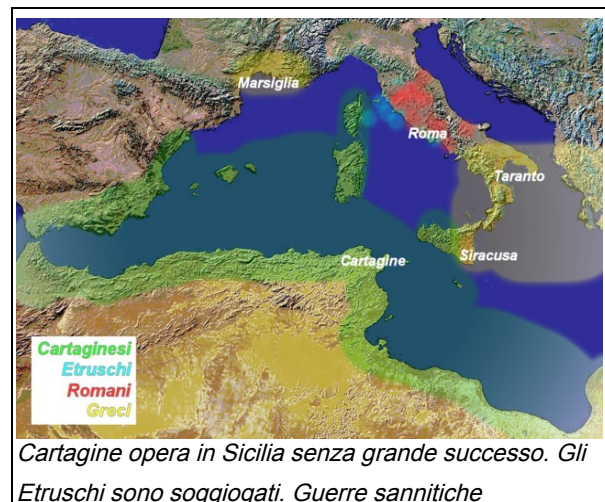 Marsiglia
Roma
Taranto
Cartagine
Siracusa
Cartaginesi
Etruschi
Romani
Greci
Cartagine opera in Sicilia senza grande successo. Gli
Etruschi sono soggiogati. Guerre sannitiche